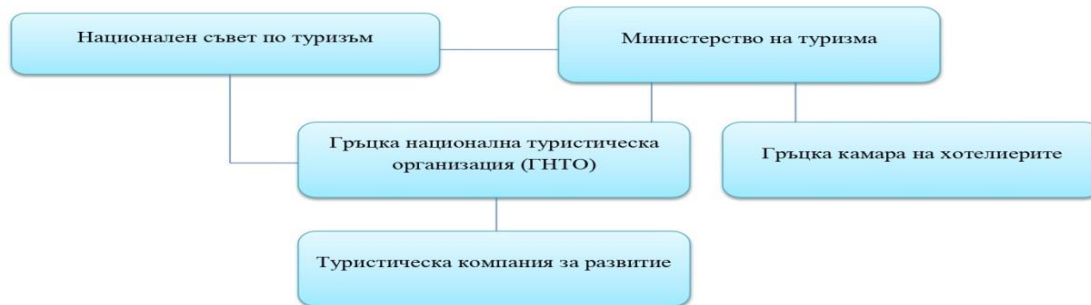 Национален съвет по туризъм
Министерство на туризма
Гръцка национална туристическа
организация (ГНТО)
Гръцка камара на хотелиерите
Туристическа компания за развитие